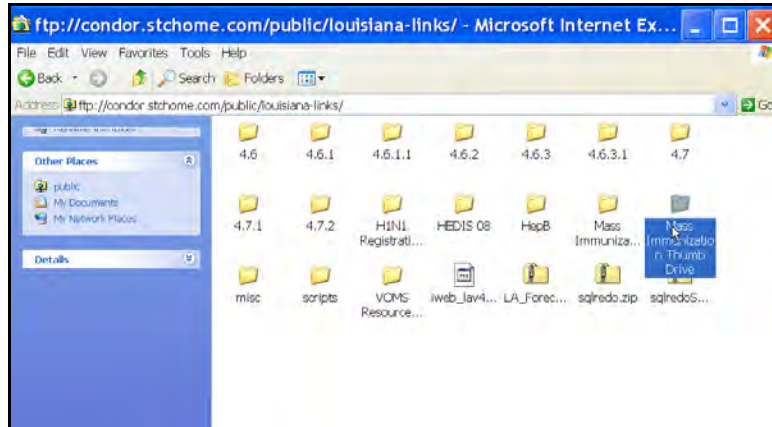 ftp://condor.stchome.com/public/louisiana-links/ - Microsoft Internet Ex...
File Edit View Favorites Tools Help
Back Search Folders
Address ftp://condor.stchome.com/public/louisiana-links/ Go
4.6 4.6.1 4.6.1.1 4.6.2 4.6.3 4.6.3.1 4.7
Other Places
public
My Documents
My Network Places
Details
4.7.1 4.7.2 H1N1 Registrati... HEDIS 08 HepB Mass Immuniza... Mass Immunization Thumb Drive
misc scripts VOMS Resource... iweb_lav4... LA_Forec... sqlredo.zip sqlredoS...